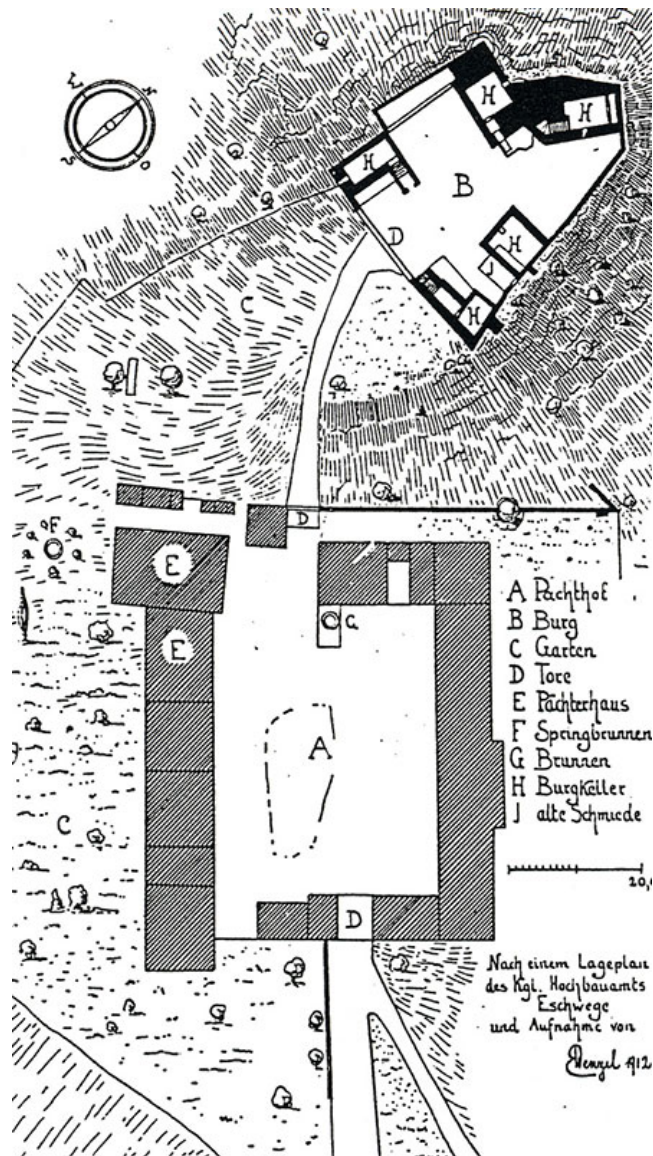 W
N
S
O
H
H
H
B
D
J
H
H
C
D
F
E
G
E
A
C
D
A Pachthof
B Burg
C Garten
D Tore
E Pächterhaus
F Springbrunnen
G Brunnen
H Burgkeller
J alte Schmiede
20,
Nach einem Lageplan
des Kgl. Hochbauamts
Eschwege
und Aufnahme von
Wenzel 1912